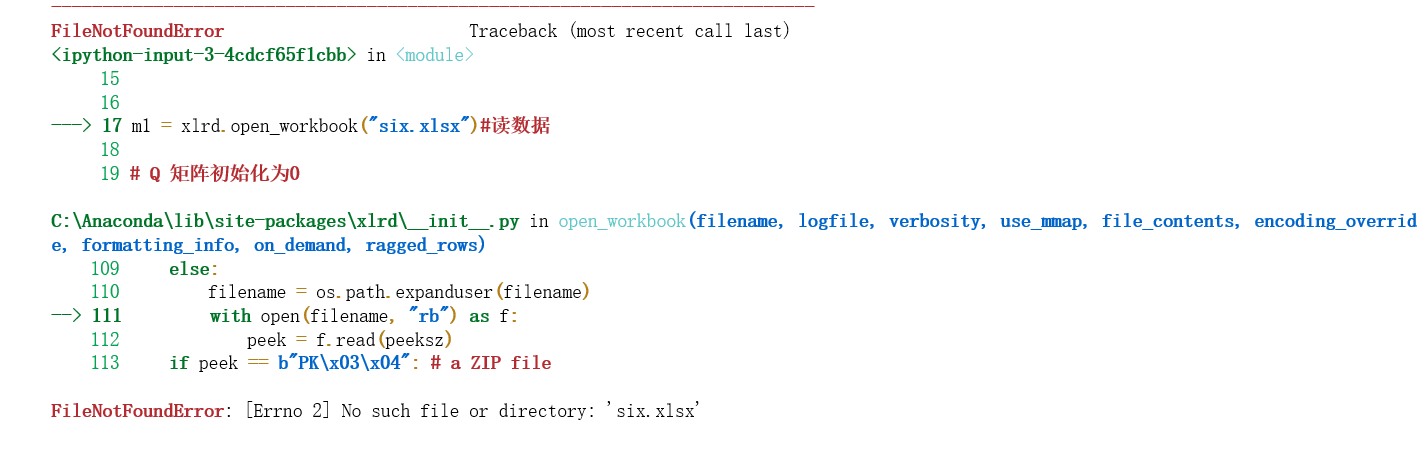 ---------------------------------------------------------------------------
FileNotFoundError                         Traceback (most recent call last)
<ipython-input-3-4cdcf65f1cbb> in <module>
     15
     16
---> 17 m1 = xlrd.open_workbook("six.xlsx")#读数据
     18
     19 # Q 矩阵初始化为0
C:\Anaconda\lib\site-packages\xlrd\__init__.py in open_workbook(filename, logfile, verbosity, use_mmap, file_contents, encoding_overrid
e, formatting_info, on_demand, ragged_rows)
    109     else:
    110         filename = os.path.expanduser(filename)
--> 111         with open(filename, "rb") as f:
    112             peek = f.read(peeksz)
    113     if peek == b"PK\x03\x04": # a ZIP file
FileNotFoundError: [Errno 2] No such file or directory: 'six.xlsx'